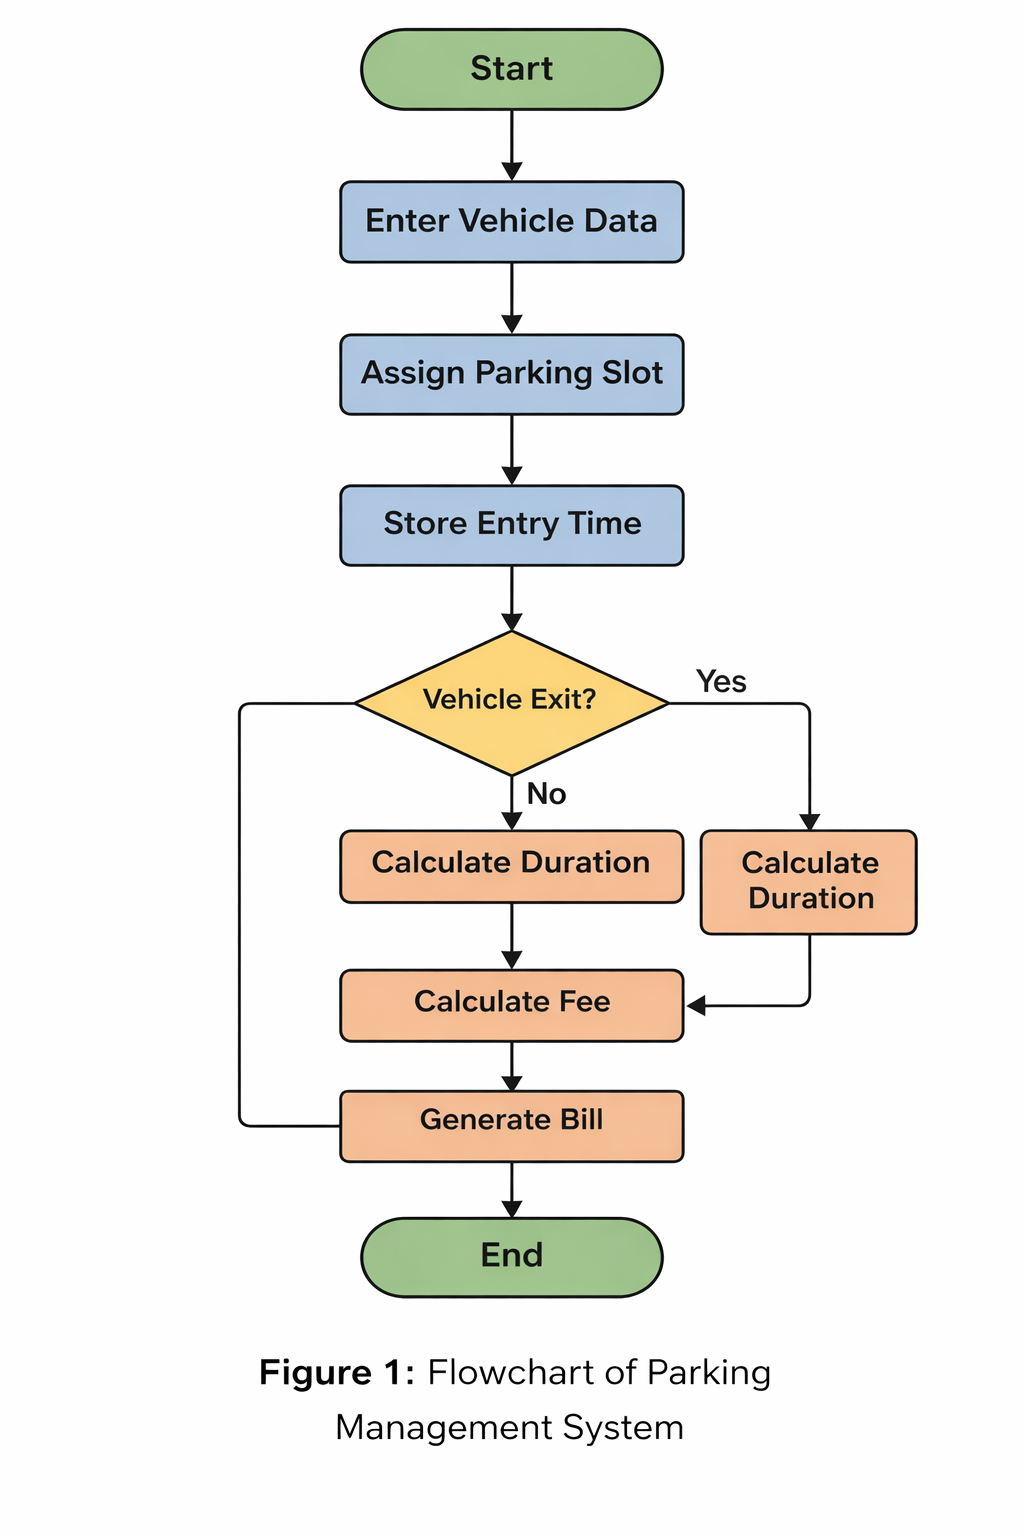 Start
Enter Vehicle Data
Assign Parking Slot
Store Entry Time
Vehicle Exit?
Yes
No
Calculate Duration
Calculate
Duration
Calculate Fee
Generate Bill
End
Figure 1: Flowchart of Parking
Management System